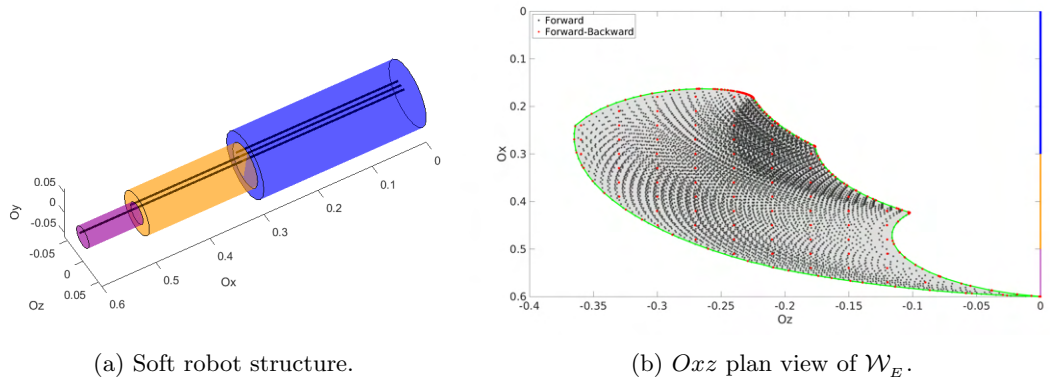 0.05
0
-0.05
Oy
-0.05
0
0.05
Oz
0.6
0.5
0.4
0.3
0.2
0.1
0
Ox
Forward
Forward-Backward
0
0.1
0.2
0.3
0.4
0.5
0.6
Ox
-0.4 -0.35 -0.3 -0.25 -0.2 -0.15 -0.1 -0.05 0
Oz
(a) Soft robot structure.
(b) Oxz plan view of W_E.